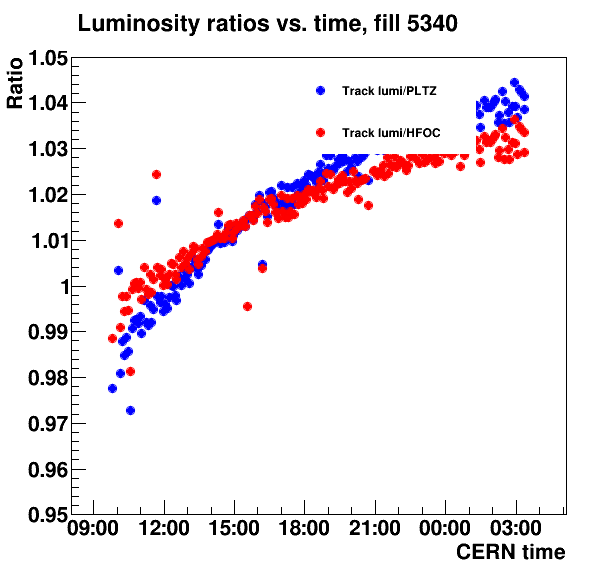 Luminosity ratios vs. time, fill 5340
Ratio
1.05
1.04
1.03
1.02
1.01
1
0.99
0.98
0.97
0.96
0.95
Track lumi/PLTZ
Track lumi/HFOC
09:00 12:00 15:00 18:00 21:00 00:00 03:00
CERN time